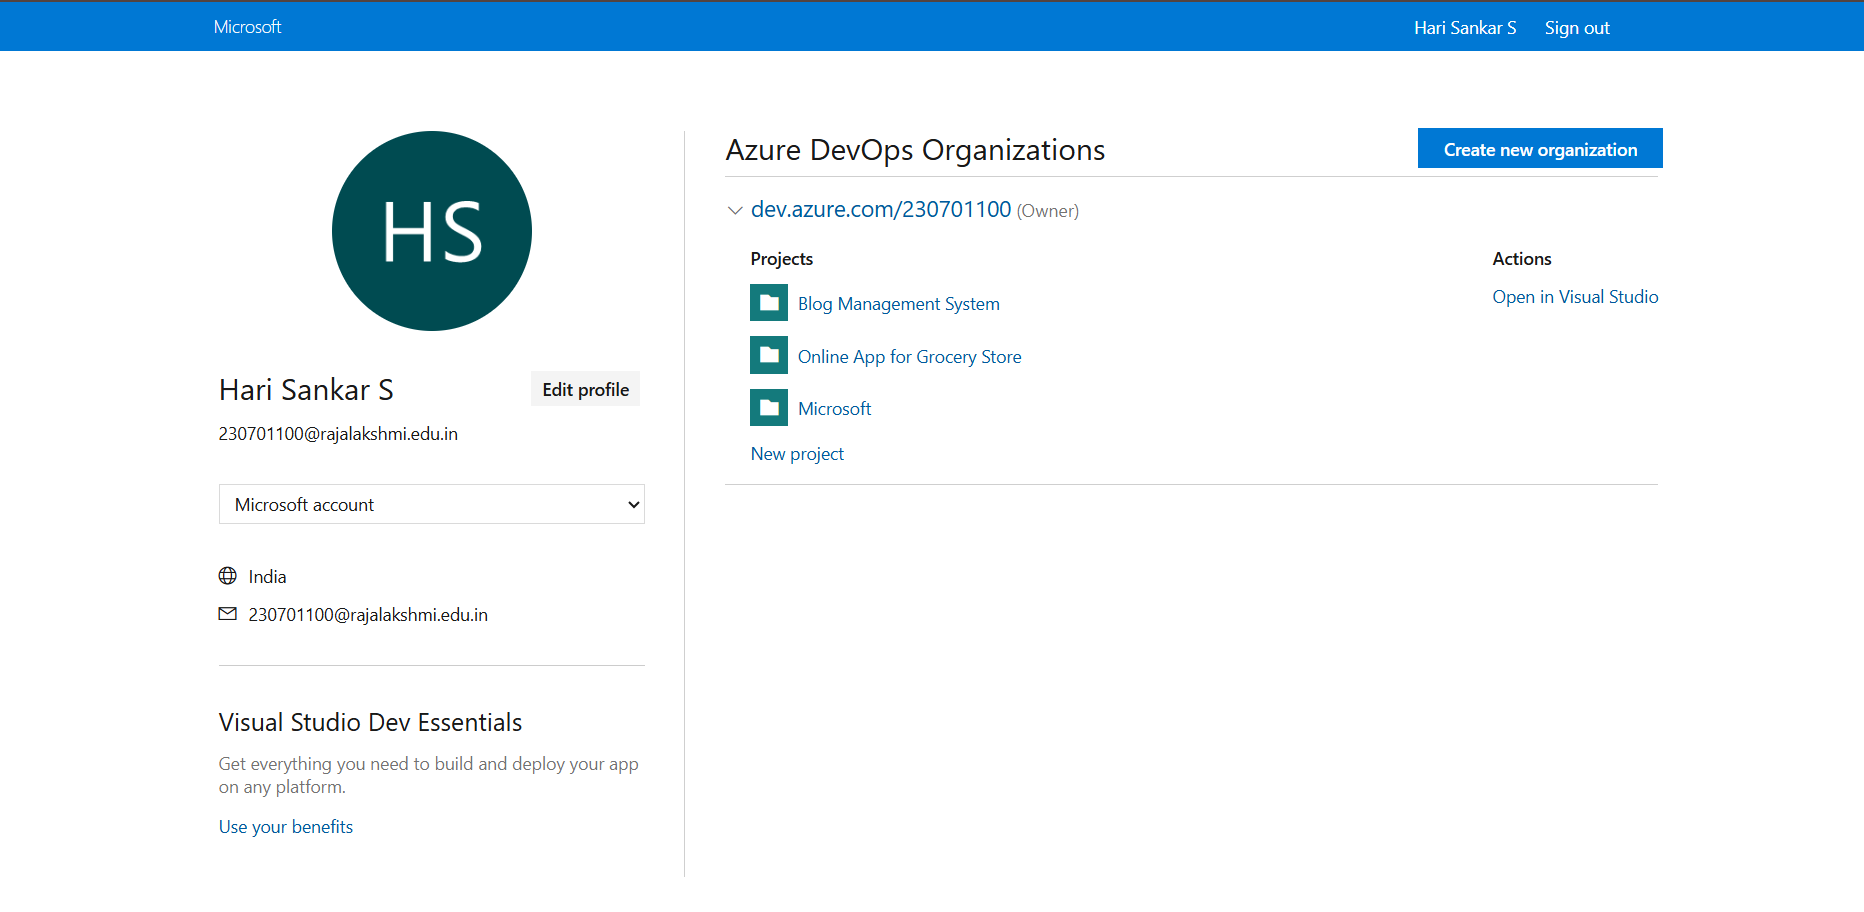 Microsoft
Hari Sankar S
Sign out
HS
Hari Sankar S
Edit profile
230701100@rajalakshmi.edu.in
Microsoft account
India
230701100@rajalakshmi.edu.in
Visual Studio Dev Essentials
Get everything you need to build and deploy your app
on any platform.
Use your benefits
Azure DevOps Organizations
Create new organization
dev.azure.com/230701100 (Owner)
Projects
Actions
Blog Management System
Open in Visual Studio
Online App for Grocery Store
Microsoft
New project